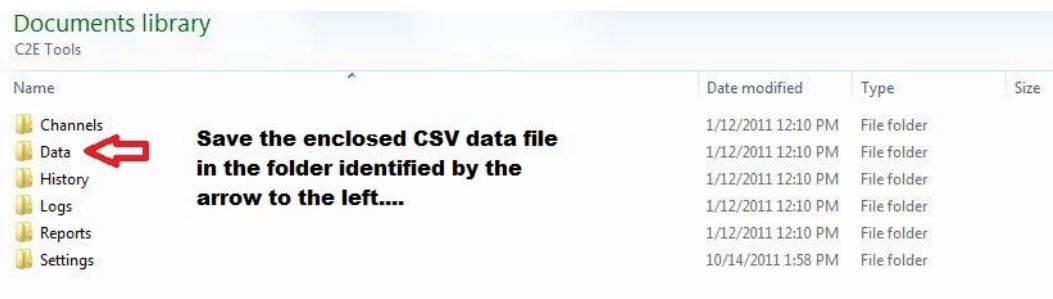 Documents library
C2E Tools
Name Date modified Type Size
Channels 1/12/2011 12:10 PM File folder
Data 1/12/2011 12:10 PM File folder
History 1/12/2011 12:10 PM File folder
Logs 1/12/2011 12:10 PM File folder
Reports 1/12/2011 12:10 PM File folder
Settings 10/14/2011 1:58 PM File folder
Save the enclosed CSV data file
in the folder identified by the
arrow to the left....